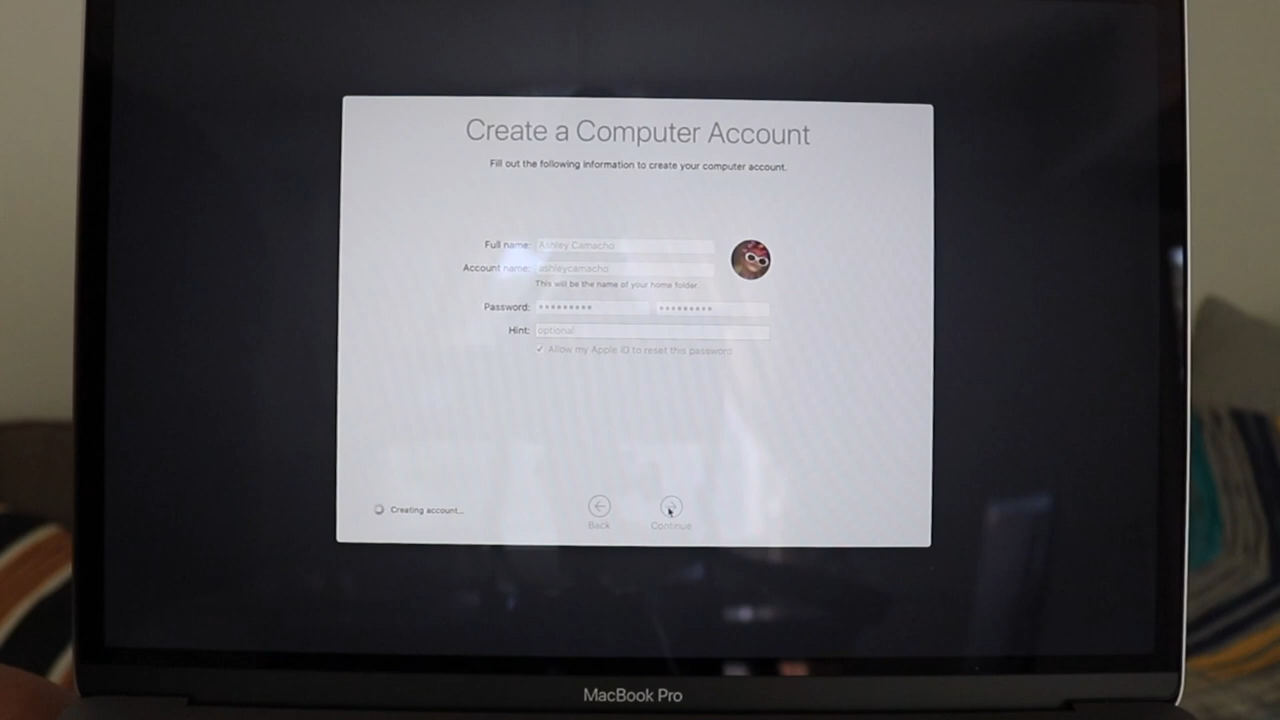 Create a Computer Account
Fill out the following information to create your computer account.
Full name: Ashley Camacho
Account name: ashleycamacho
This will be the name of your home folder.
Password: ••••••••• •••••••••
Hint: optional
✓ Allow my Apple ID to reset this password
Creating account...
Back Continue
MacBook Pro